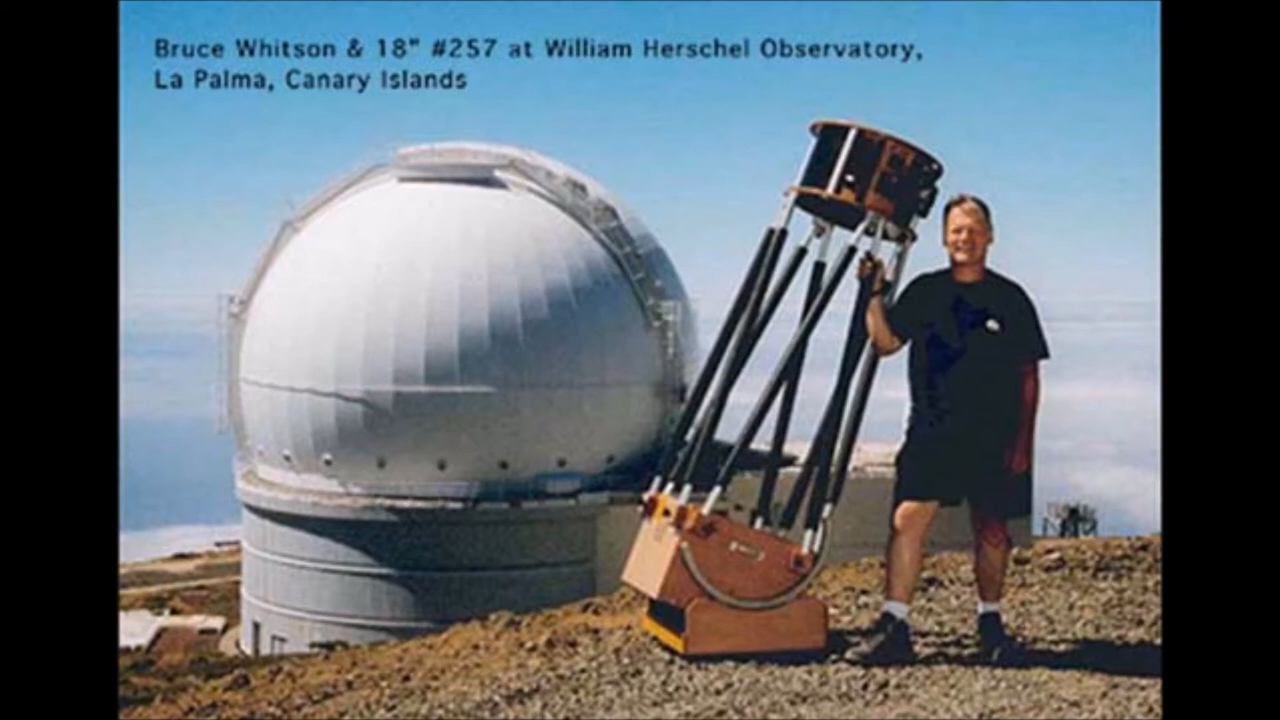 Bruce Whitson & 18" #257 at William Herschel Observatory,
La Palma, Canary Islands